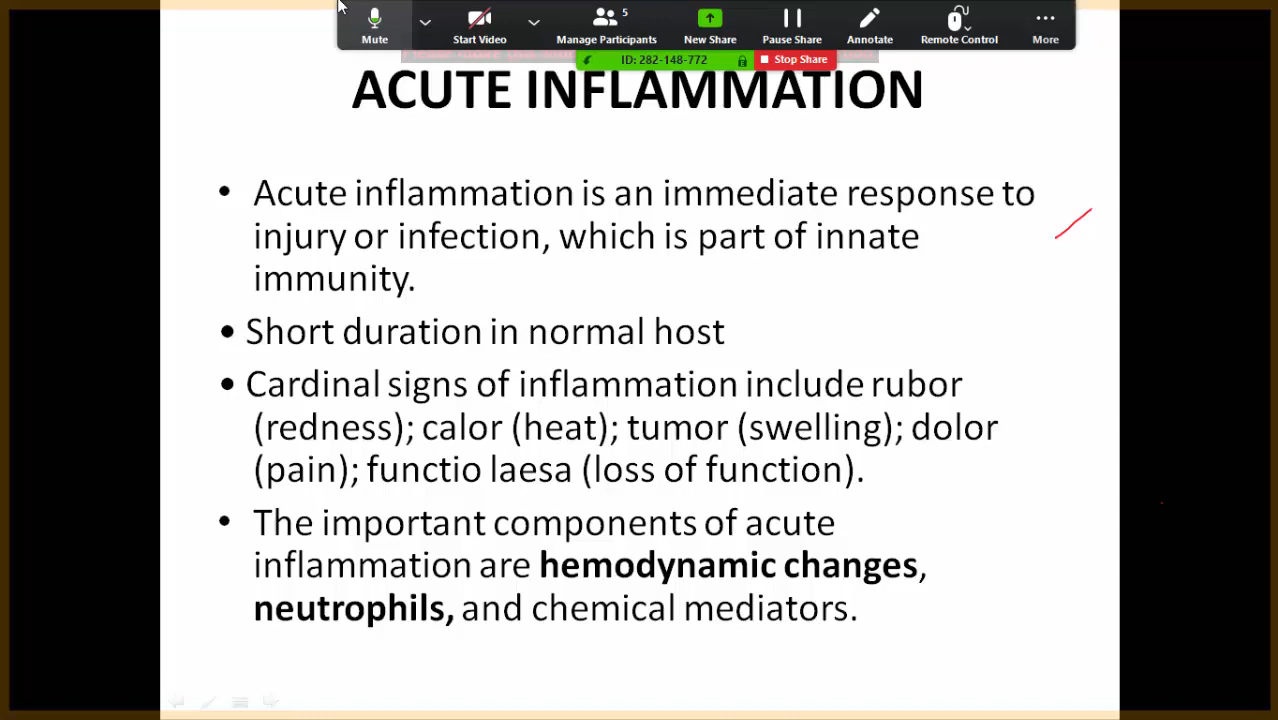 Mute
Start Video
5
Manage Participants
New Share
Pause Share
Annotate
Remote Control
More
ID: 282-148-772
Stop Share
ACUTE INFLAMMATION
• Acute inflammation is an immediate response to
injury or infection, which is part of innate
immunity.
• Short duration in normal host
• Cardinal signs of inflammation include rubor
(redness); calor (heat); tumor (swelling); dolor
(pain); functio laesa (loss of function).
• The important components of acute
inflammation are hemodynamic changes,
neutrophils, and chemical mediators.